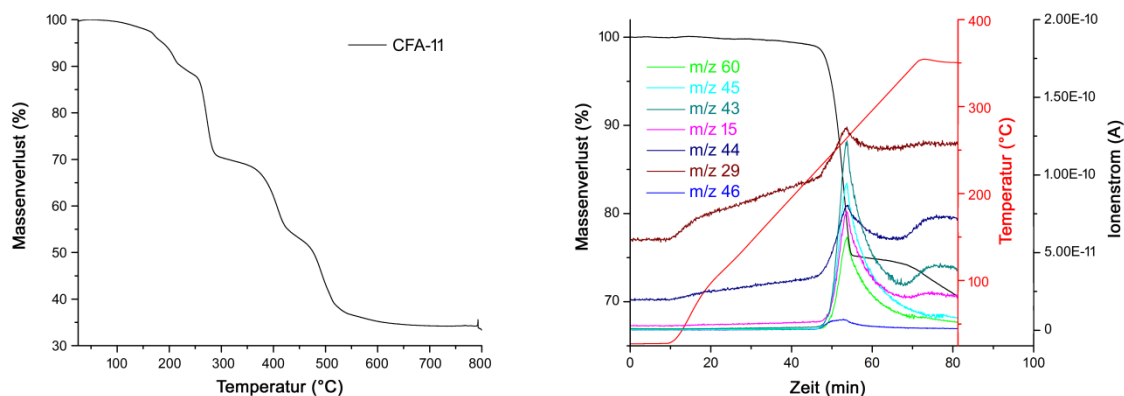 100
90
80
70
60
50
40
30
100 200 300 400 500 600 700 800
Massenverlust (%)
Temperatur (°C)
CFA-11
100
90
80
70
0 20 40 60 80 100
Massenverlust (%)
Zeit (min)
m/z 60
m/z 45
m/z 43
m/z 15
m/z 44
m/z 29
m/z 46
400
300
200
100
Temperatur (°C)
2.00E-10
1.50E-10
1.00E-10
5.00E-11
0
Ionenstrom (A)